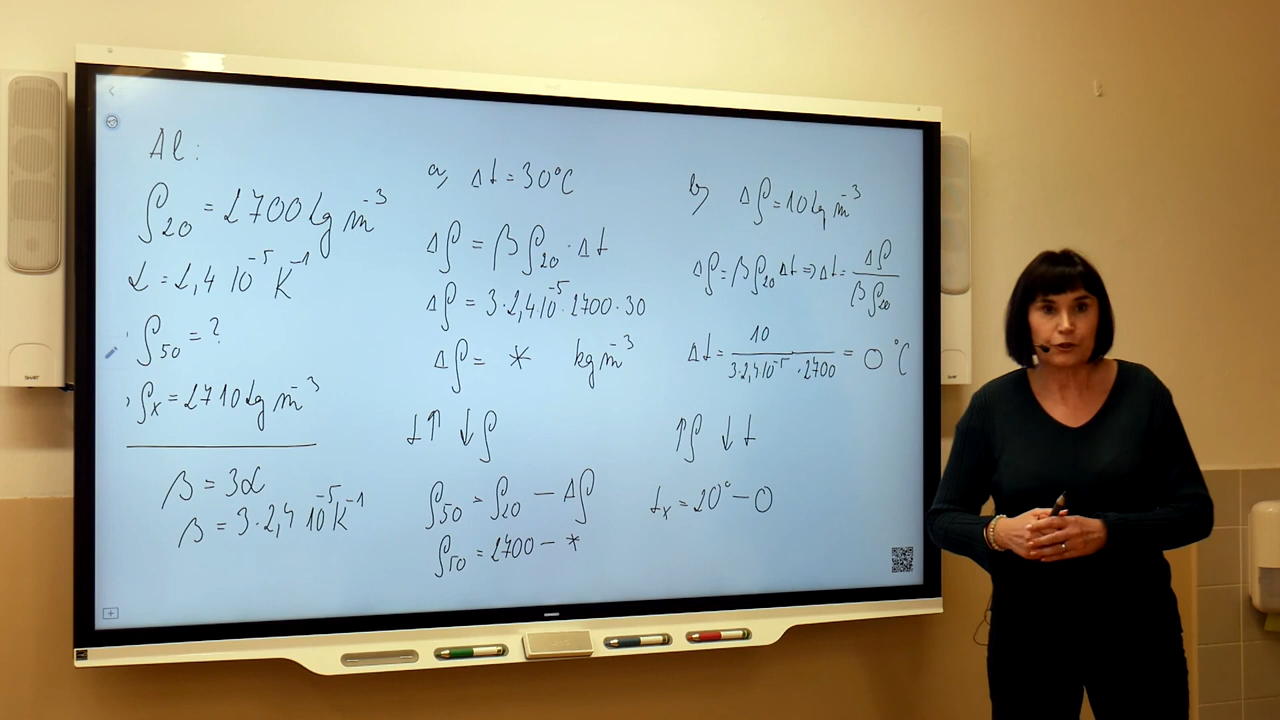 Al:
ρ₂₀ = 2700 kg m⁻³
α = 2,4 10⁻⁵ K⁻¹
ρ₅₀ = ?
ρₓ = 2710 kg m⁻³
β = 3α
β = 3·2,4 10⁻⁵ K⁻¹
a) Δt = 30°C
Δρ = β ρ₂₀ · Δt
Δρ = 3·2,4 10⁻⁵ · 2700 · 30
Δρ = * kg m⁻³
t↑ ↓ρ
ρ₅₀ = ρ₂₀ − Δρ
ρ₅₀ = 2700 − *
b) Δρ = 10 kg m⁻³
Δρ = β ρ₂₀ Δt ⇒ Δt = Δρ / β ρ₂₀
Δt = 10 / 3·2,4 10⁻⁵ · 2700 = O °C
↑ρ ↓t
tₓ = 20° − O
SMART
SMART